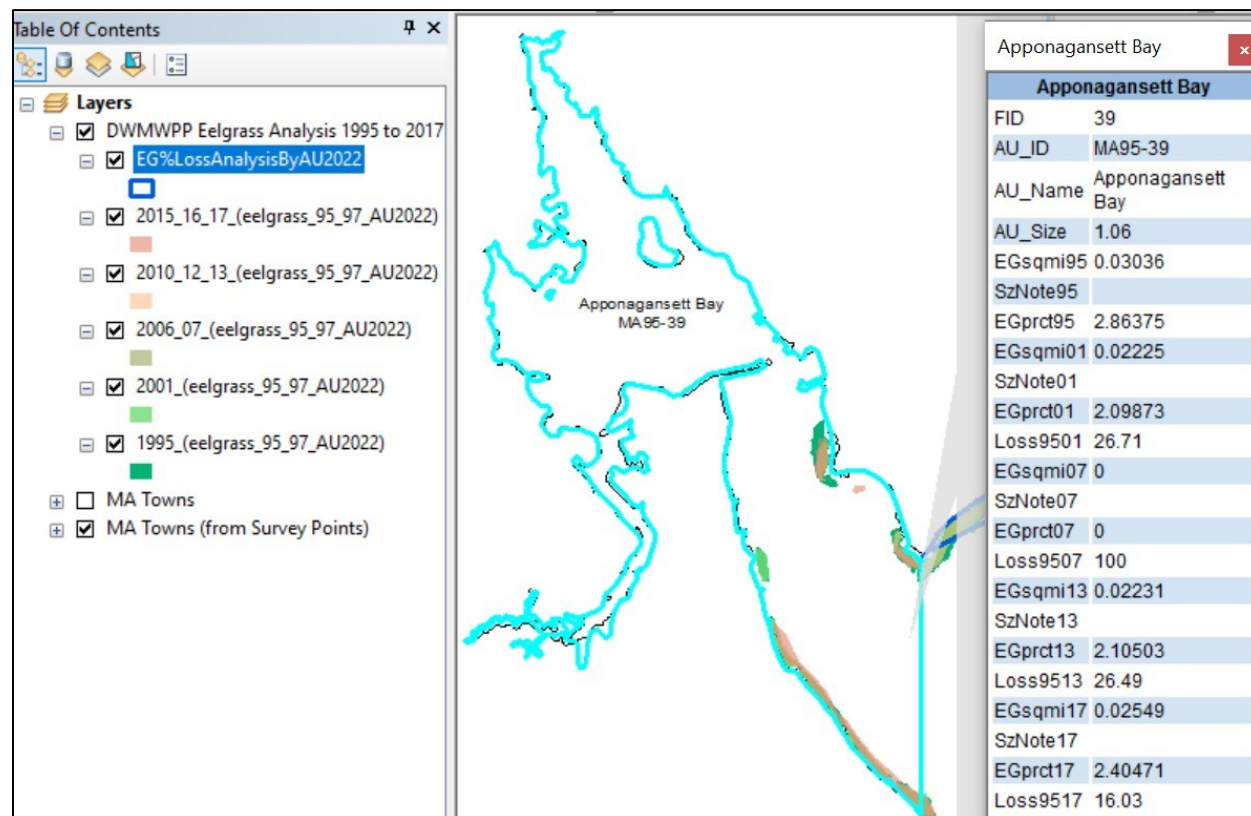 Table Of Contents
Layers
DWMWPP Eelgrass Analysis 1995 to 2017
EG%LossAnalysisByAU2022
2015_16_17_(eelgrass_95_97_AU2022)
2010_12_13_(eelgrass_95_97_AU2022)
2006_07_(eelgrass_95_97_AU2022)
2001_(eelgrass_95_97_AU2022)
1995_(eelgrass_95_97_AU2022)
MA Towns
MA Towns (from Survey Points)
Apponagansett Bay
MA95-39
Apponagansett Bay
Apponagansett Bay
FID 39
AU_ID MA95-39
AU_Name Apponagansett
Bay
AU_Size 1.06
EGsqmi95 0.03036
SzNote95
EGprct95 2.86375
EGsqmi01 0.02225
SzNote01
EGprct01 2.09873
Loss9501 26.71
EGsqmi07 0
SzNote07
EGprct07 0
Loss9507 100
EGsqmi13 0.02231
SzNote13
EGprct13 2.10503
Loss9513 26.49
EGsqmi17 0.02549
SzNote17
EGprct17 2.40471
Loss9517 16.03